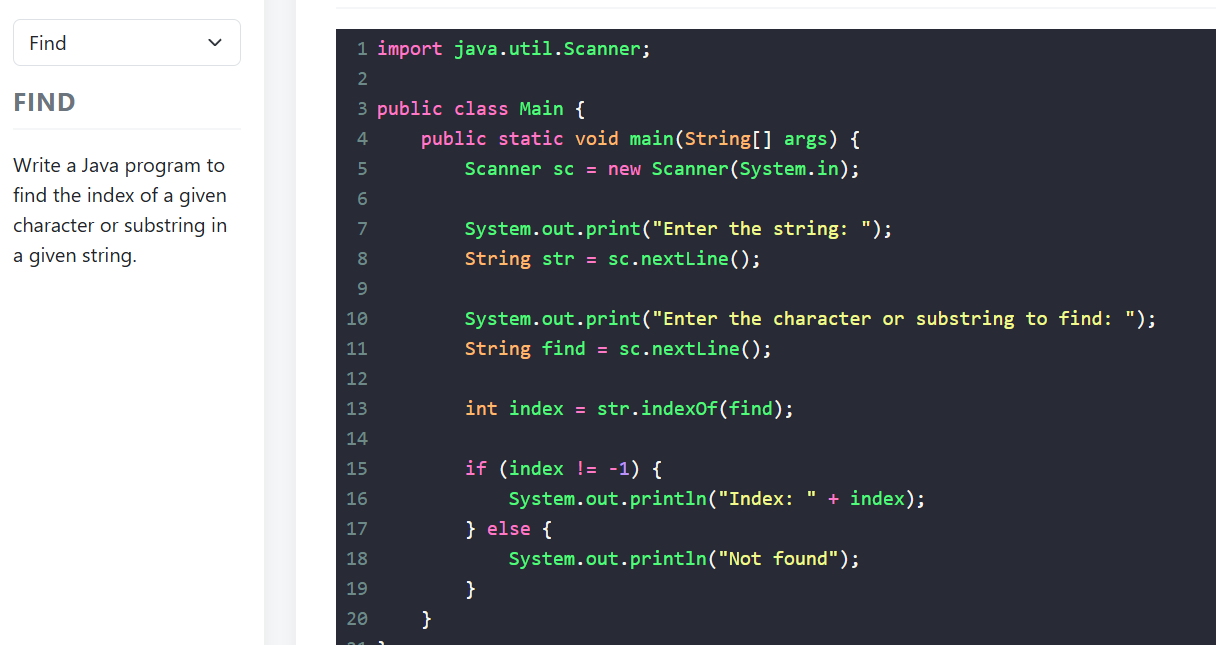 Find
FIND
Write a Java program to
find the index of a given
character or substring in
a given string.
1 import java.util.Scanner;
2
3 public class Main {
4     public static void main(String[] args) {
5         Scanner sc = new Scanner(System.in);
6
7         System.out.print("Enter the string: ");
8         String str = sc.nextLine();
9
10         System.out.print("Enter the character or substring to find: ");
11         String find = sc.nextLine();
12
13         int index = str.indexOf(find);
14
15         if (index != -1) {
16             System.out.println("Index: " + index);
17         } else {
18             System.out.println("Not found");
19         }
20     }
21 }